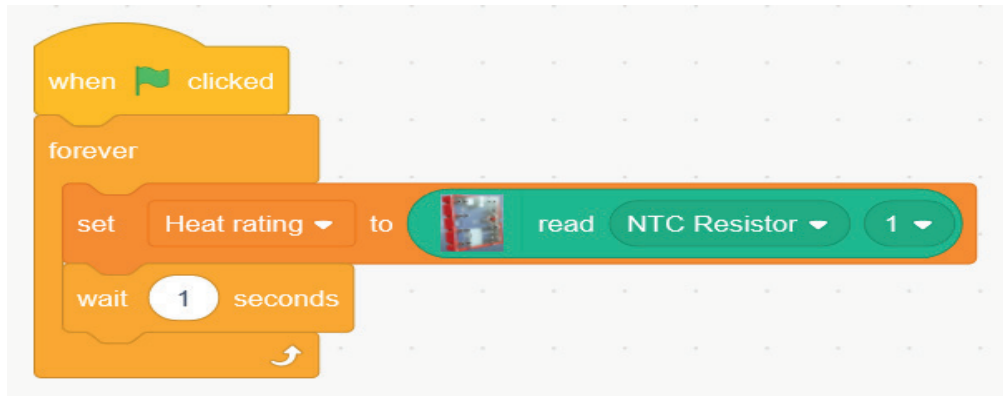 when clicked
forever
set Heat rating to read NTC Resistor 1
wait 1 seconds